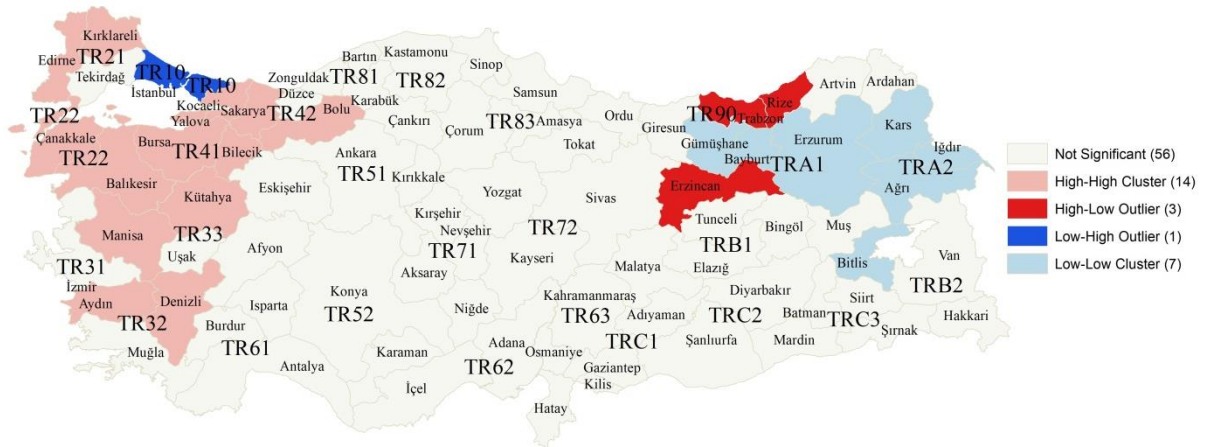 Kırklareli
Edirne
TR21
Tekirdağ
TR10
TR10
İstanbul
Kocaeli
Yalova
Sakarya
TR42
Zonguldak
Düzce
Bolu
Bartın
TR81
Karabük
Kastamonu
TR82
Çankırı
Sinop
Samsun
TR83
Çorum
Amasya
Tokat
Ordu
Giresun
TR90
Trabzon
Rize
Artvin
Ardahan
Gümüşhane
Bayburt
Erzurum
TRA1
Kars
Iğdır
TRA2
Ağrı
TR22
Çanakkale
TR22
Bursa
TR41
Bilecik
Balıkesir
Kütahya
Eskişehir
Ankara
TR51
Kırıkkale
Yozgat
Sivas
Erzincan
Tunceli
TRB1
Bingöl
Muş
Elazığ
Bitlis
Van
TRB2
Hakkari
Manisa
TR33
Uşak
Afyon
TR31
İzmir
Aydın
Denizli
TR32
Muğla
Isparta
Burdur
TR61
Antalya
Konya
TR52
Karaman
Kırşehir
Nevşehir
TR71
Aksaray
Niğde
TR72
Kayseri
Malatya
Kahramanmaraş
TR63
Adıyaman
Adana
TR62
Osmaniye
İçel
Hatay
TRC1
Gaziantep
Kilis
Diyarbakır
TRC2
Şanlıurfa
Mardin
Batman
Siirt
TRC3
Şırnak
Not Significant (56)
High-High Cluster (14)
High-Low Outlier (3)
Low-High Outlier (1)
Low-Low Cluster (7)